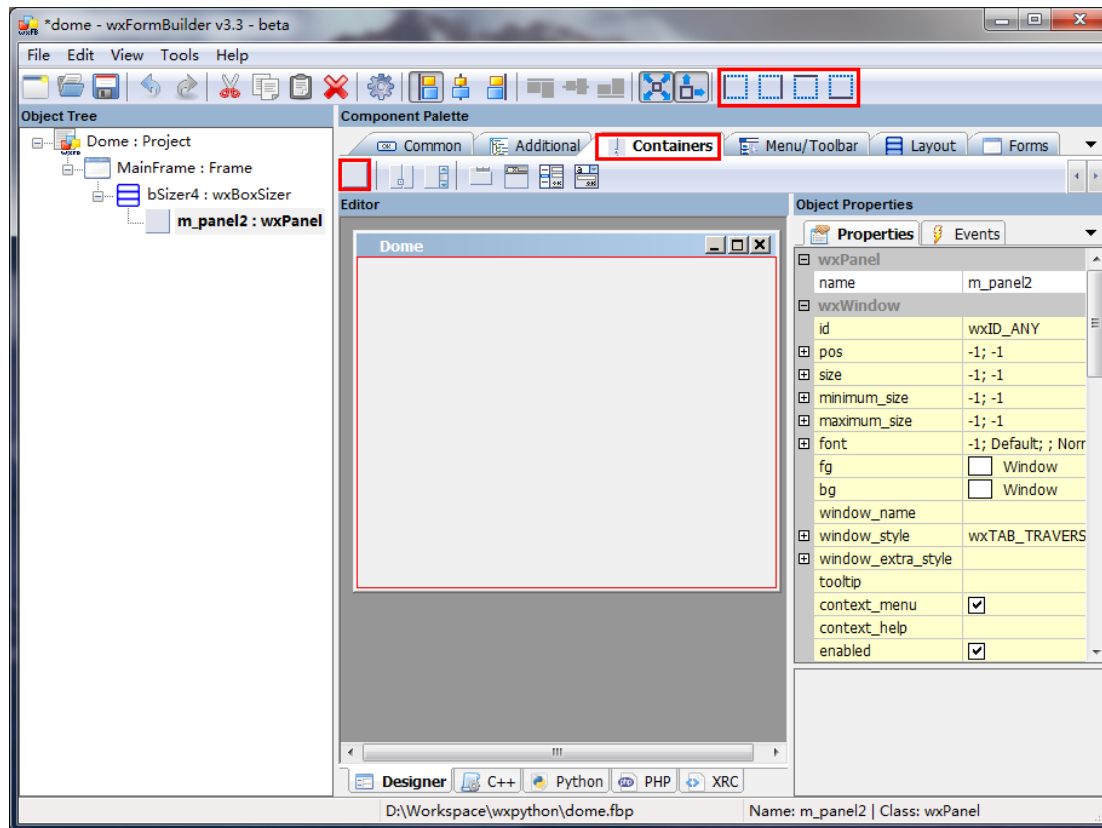 *dome - wxFormBuilder v3.3 - beta
File Edit View Tools Help
Object Tree
Dome : Project
MainFrame : Frame
bSizer4 : wxBoxSizer
m_panel2 : wxPanel
Component Palette
Common Additional Containers Menu/Toolbar Layout Forms
Editor
Dome
Designer C++ Python PHP XRC
Object Properties
Properties Events
wxPanel
name m_panel2
wxWindow
id wxID_ANY
pos -1; -1
size -1; -1
minimum_size -1; -1
maximum_size -1; -1
font -1; Default; ; Norr
fg Window
bg Window
window_name
window_style wxTAB_TRAVERS
window_extra_style
tooltip
context_menu
context_help
enabled
D:\Workspace\wxpython\dome.fbp Name: m_panel2 | Class: wxPanel